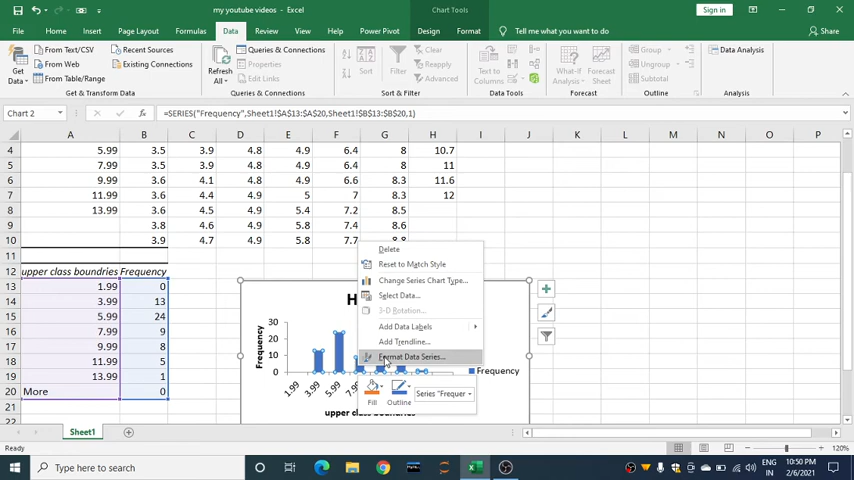 my youtube videos - Excel
Chart Tools
Sign in
File
Home
Insert
Page Layout
Formulas
Data
Review
View
Help
Power Pivot
Design
Format
Tell me what you want to do
Share
Get Data
From Text/CSV
From Web
From Table/Range
Recent Sources
Existing Connections
Get & Transform Data
Refresh All
Queries & Connections
Properties
Edit Links
Queries & Connections
Sort
Filter
Clear
Reapply
Advanced
Sort & Filter
Text to Columns
Data Tools
What-If Analysis
Forecast Sheet
Forecast
Group
Ungroup
Subtotal
Outline
Data Analysis
Analysis
Chart 2
fx
=SERIES("Frequency",Sheet1!$A$13:$A$20,Sheet1!$B$13:$B$20,1)
A B C D E F G H I J K L M N O P
4 5.99 3.5 3.9 4.8 4.9 6.4 8 10.7
5 7.99 3.5 3.9 4.8 4.9 6.4 8 11
6 9.99 3.6 4.1 4.8 4.9 6.6 8.3 11.6
7 11.99 3.6 4.4 4.9 5 7 8.3 12
8 13.99 3.6 4.5 4.9 5.4 7.2 8.5
9 3.8 4.6 4.9 5.8 7.4 8.6
10 3.9 4.7 4.9 5.8 7.7 8.8
11
12 upper class boundries Frequency
13 1.99 0
14 3.99 13
15 5.99 24
16 7.99 9
17 9.99 8
18 11.99 5
19 13.99 1
20 More 0
21
22
Delete
Reset to Match Style
Change Series Chart Type...
Select Data...
3-D Rotation...
Add Data Labels
Add Trendline...
Format Data Series...
Fill
Outline
Series "Frequer
H
Frequency
30
20
10
0
1.99
3.99
5.99
Frequency
upper class boundries
Sheet1
Ready
120%
Type here to search
ENG
IN
10:50 PM
2/6/2021